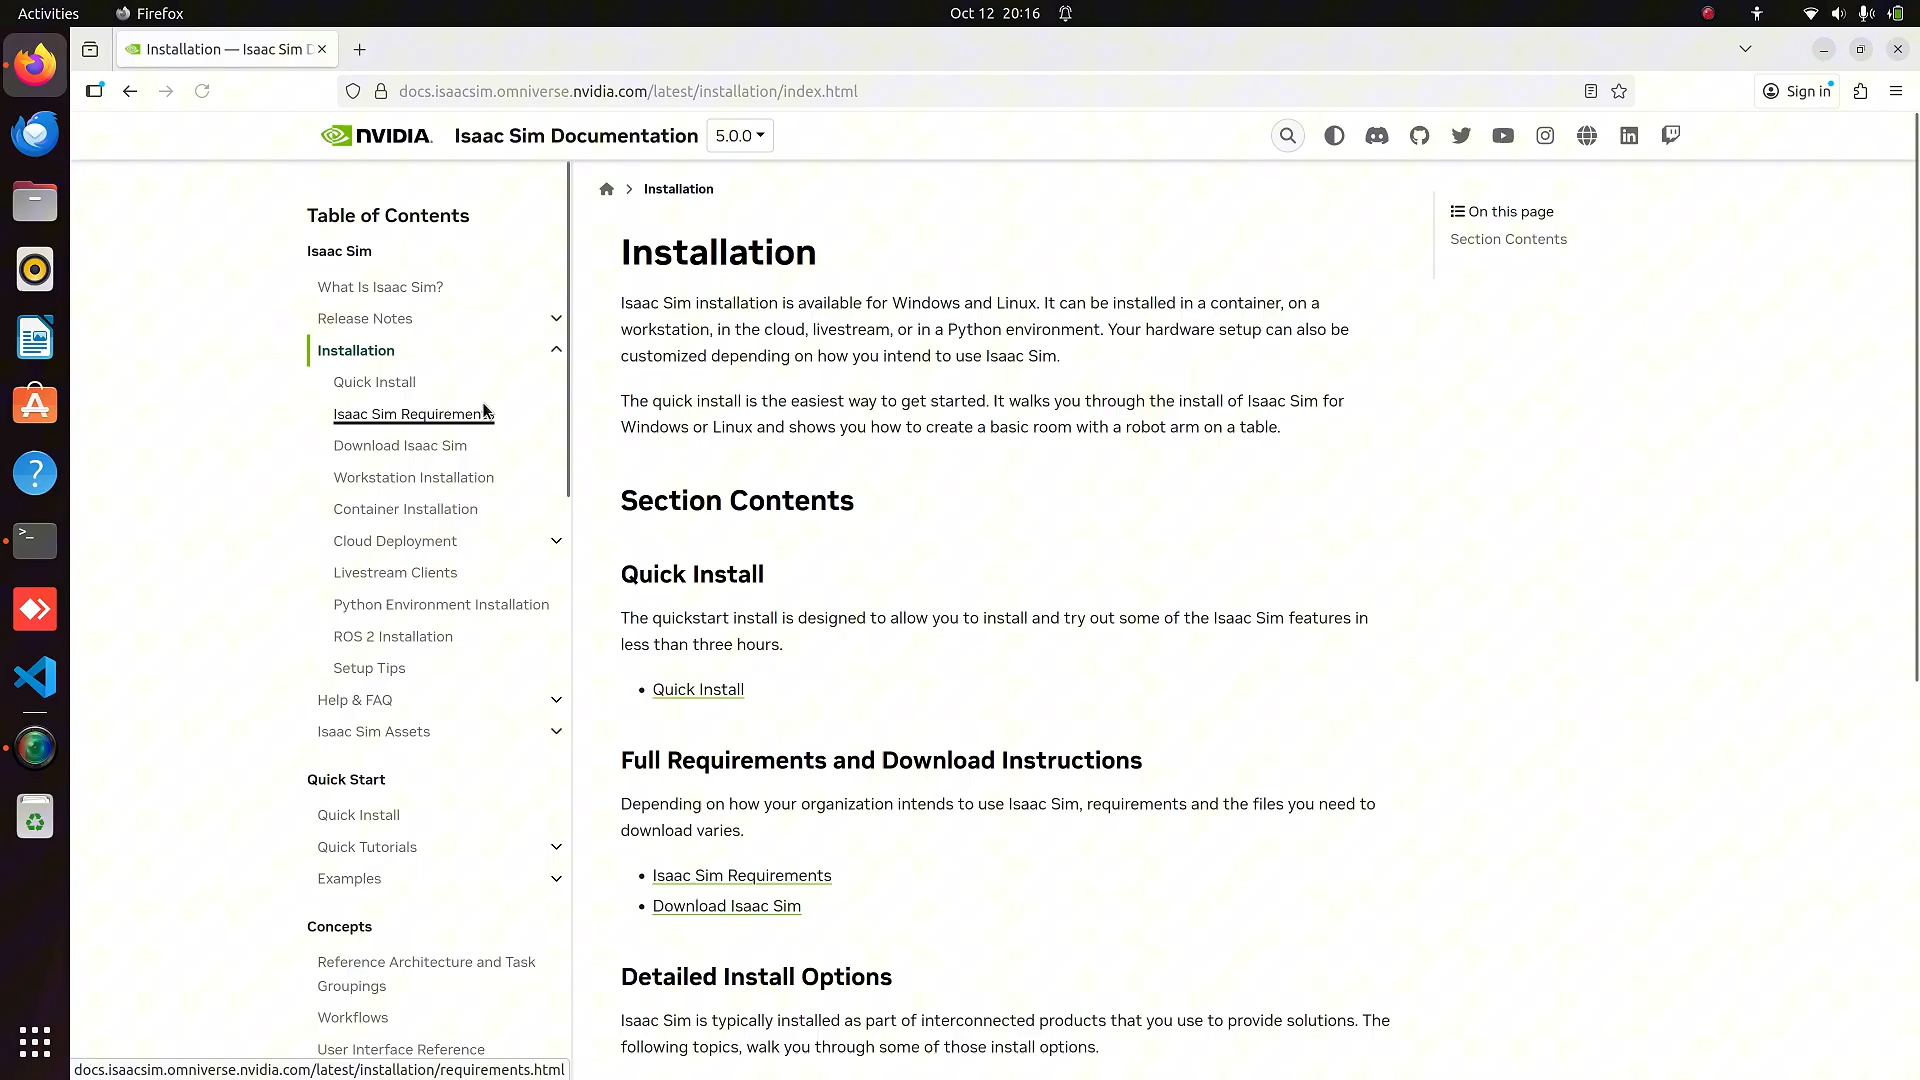 Activities
Firefox
Oct 12 20:16
Installation — Isaac Sim D
docs.isaacsim.omniverse.nvidia.com/latest/installation/index.html
Sign in
NVIDIA.
Isaac Sim Documentation
5.0.0
Table of Contents
Isaac Sim
What Is Isaac Sim?
Release Notes
Installation
Quick Install
Isaac Sim Requirements
Download Isaac Sim
Workstation Installation
Container Installation
Cloud Deployment
Livestream Clients
Python Environment Installation
ROS 2 Installation
Setup Tips
Help & FAQ
Isaac Sim Assets
Quick Start
Quick Install
Quick Tutorials
Examples
Concepts
Reference Architecture and Task
Groupings
Workflows
User Interface Reference
docs.isaacsim.omniverse.nvidia.com/latest/installation/requirements.html
Installation
Installation
Isaac Sim installation is available for Windows and Linux. It can be installed in a container, on a
workstation, in the cloud, livestream, or in a Python environment. Your hardware setup can also be
customized depending on how you intend to use Isaac Sim.
The quick install is the easiest way to get started. It walks you through the install of Isaac Sim for
Windows or Linux and shows you how to create a basic room with a robot arm on a table.
Section Contents
Quick Install
The quickstart install is designed to allow you to install and try out some of the Isaac Sim features in
less than three hours.
• Quick Install
Full Requirements and Download Instructions
Depending on how your organization intends to use Isaac Sim, requirements and the files you need to
download varies.
• Isaac Sim Requirements
• Download Isaac Sim
Detailed Install Options
Isaac Sim is typically installed as part of interconnected products that you use to provide solutions. The
following topics, walk you through some of those install options.
On this page
Section Contents